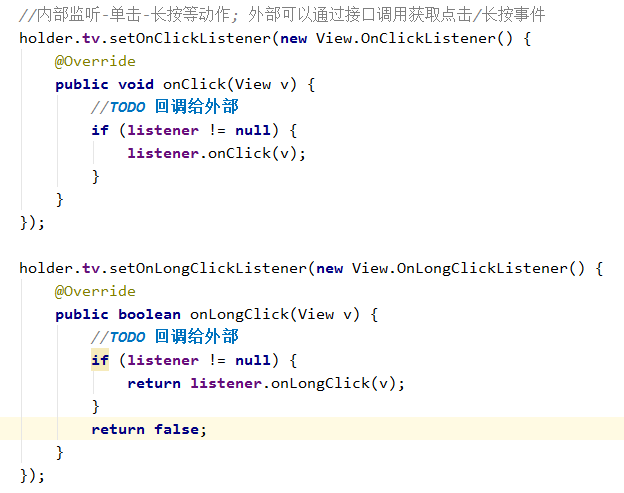 //内部监听-单击-长按等动作; 外部可以通过接口调用获取点击/长按事件
holder.tv.setOnClickListener(new View.OnClickListener() {
    @Override
    public void onClick(View v) {
        //TODO 回调给外部
        if (listener != null) {
            listener.onClick(v);
        }
    }
});

holder.tv.setOnLongClickListener(new View.OnLongClickListener() {
    @Override
    public boolean onLongClick(View v) {
        //TODO 回调给外部
        if (listener != null) {
            return listener.onLongClick(v);
        }
        return false;
    }
});